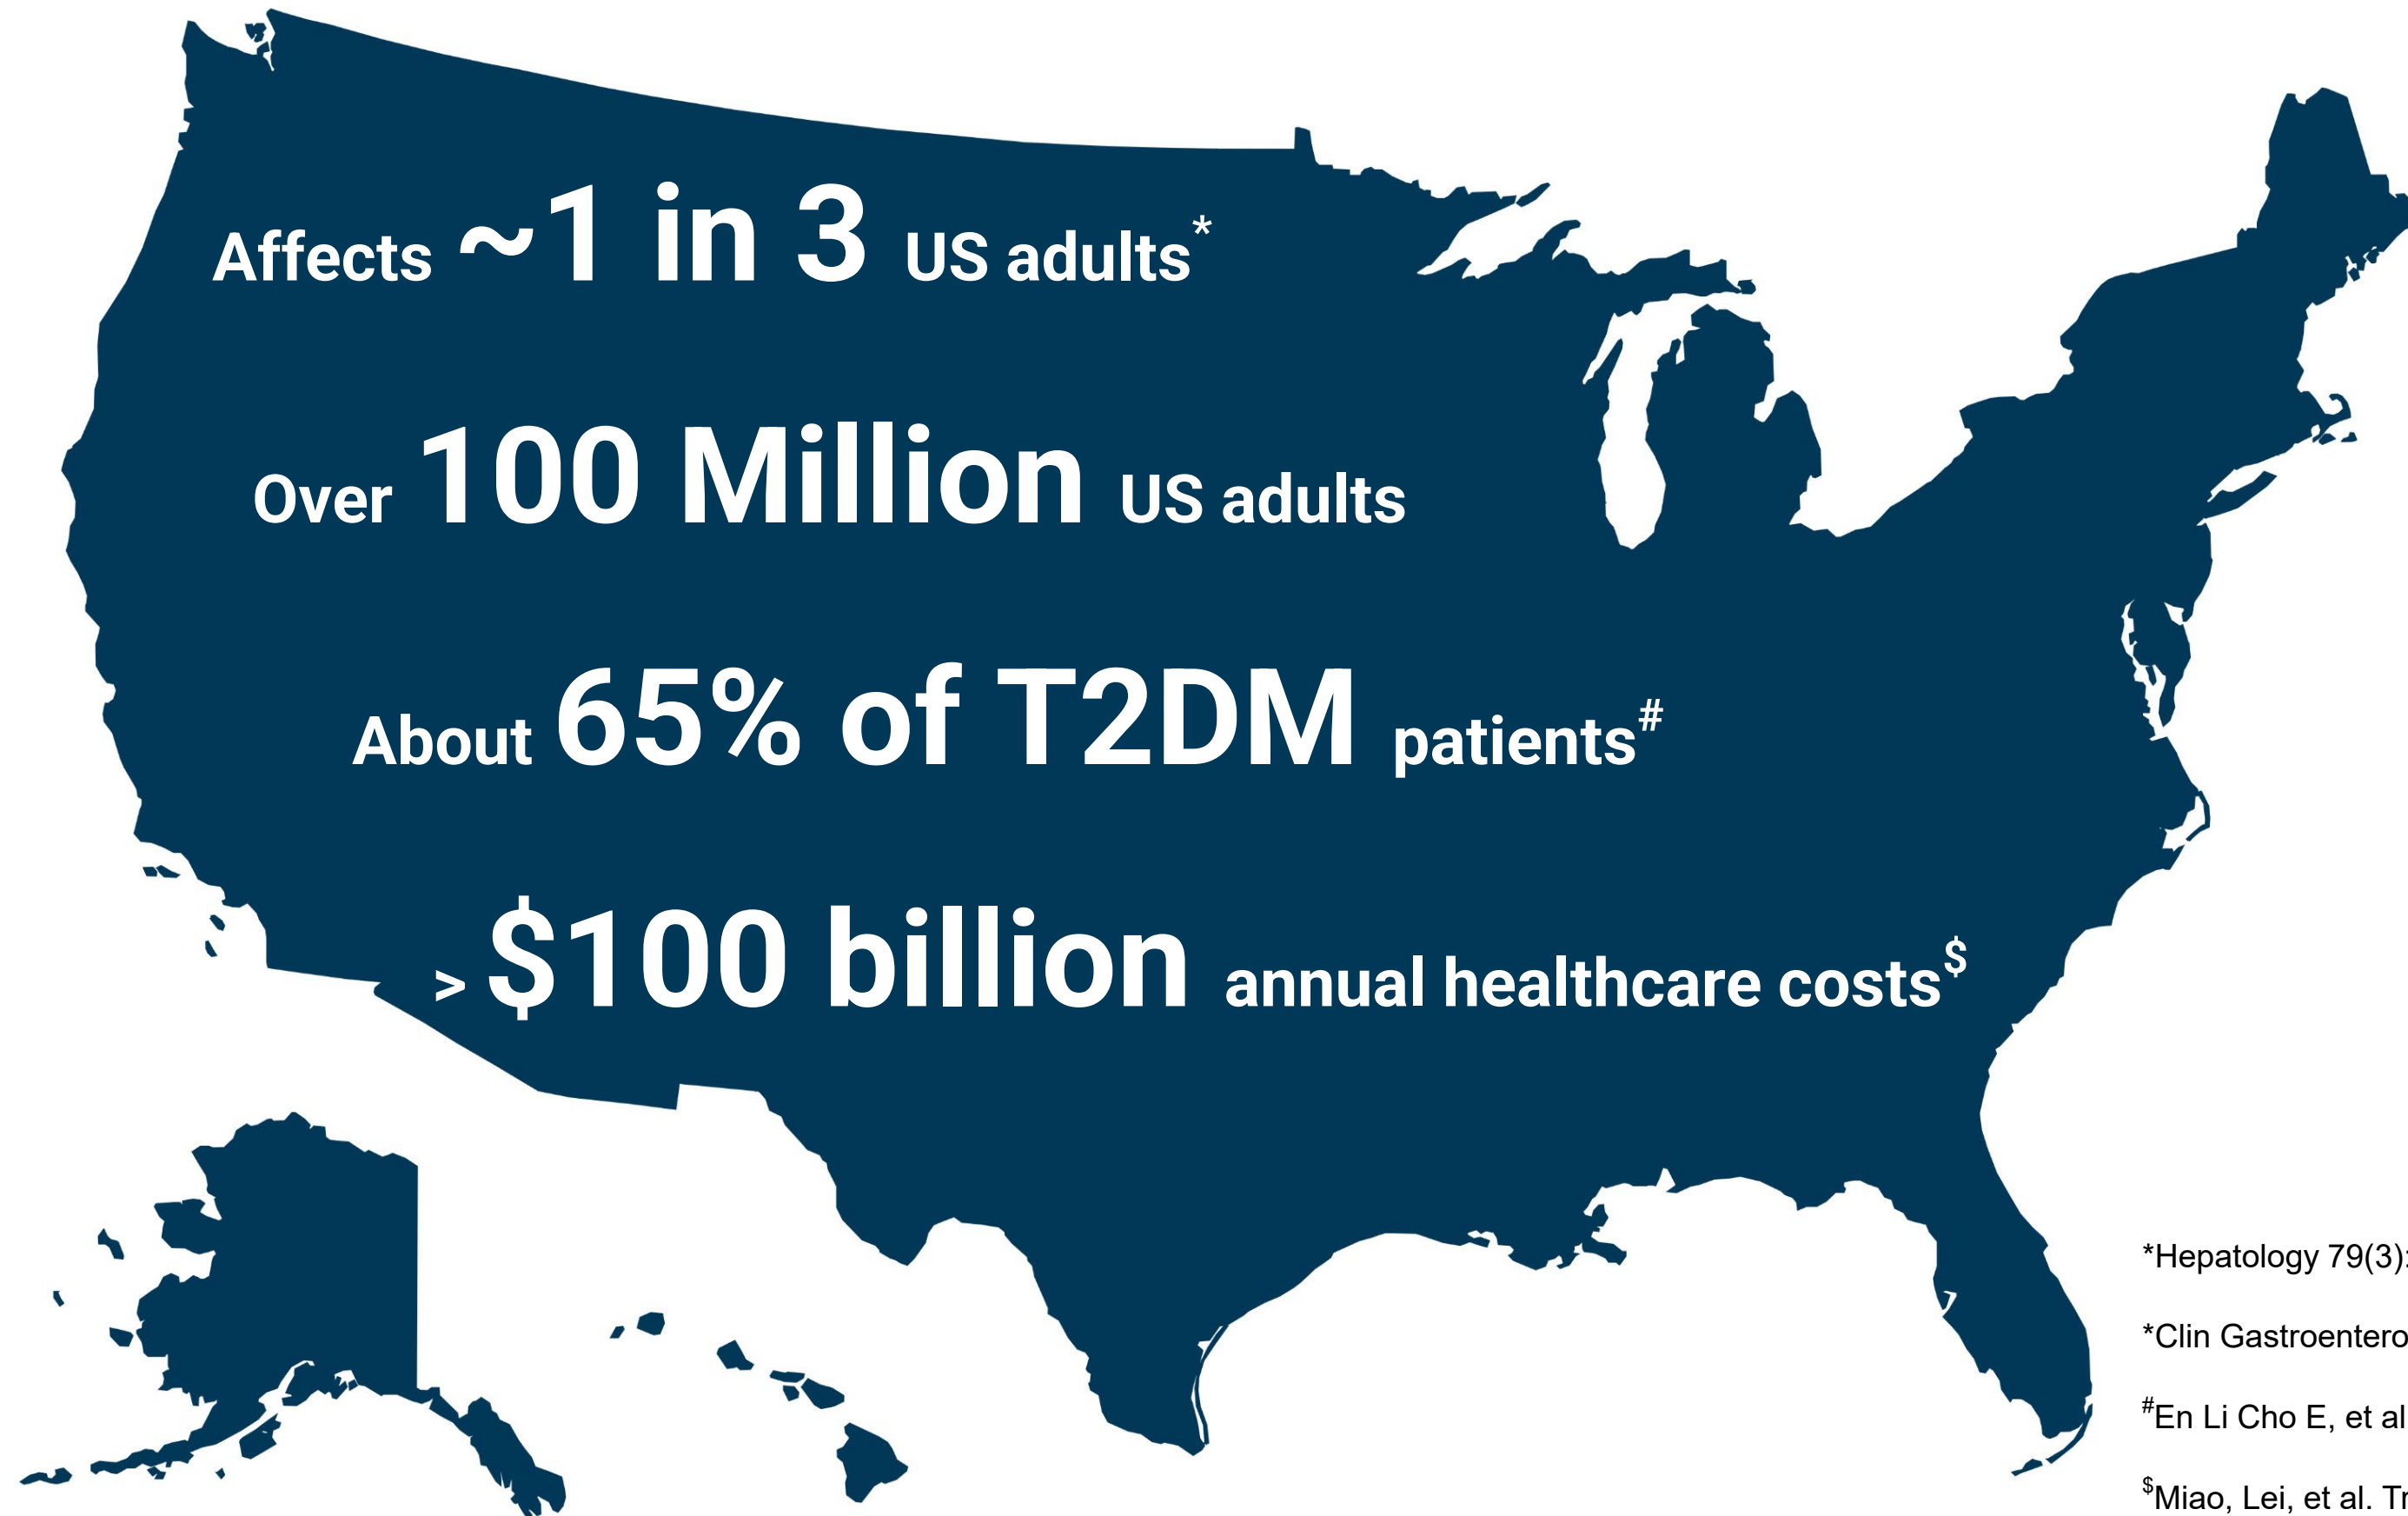 Affects ~1 in 3 US adults*
Over 100 Million US adults
About 65% of T2DM patients#
> $100 billion annual healthcare costs$
*Hepatology 79(3):
*Clin Gastroentero
#En Li Cho E, et al
$Miao, Lei, et al. Tr